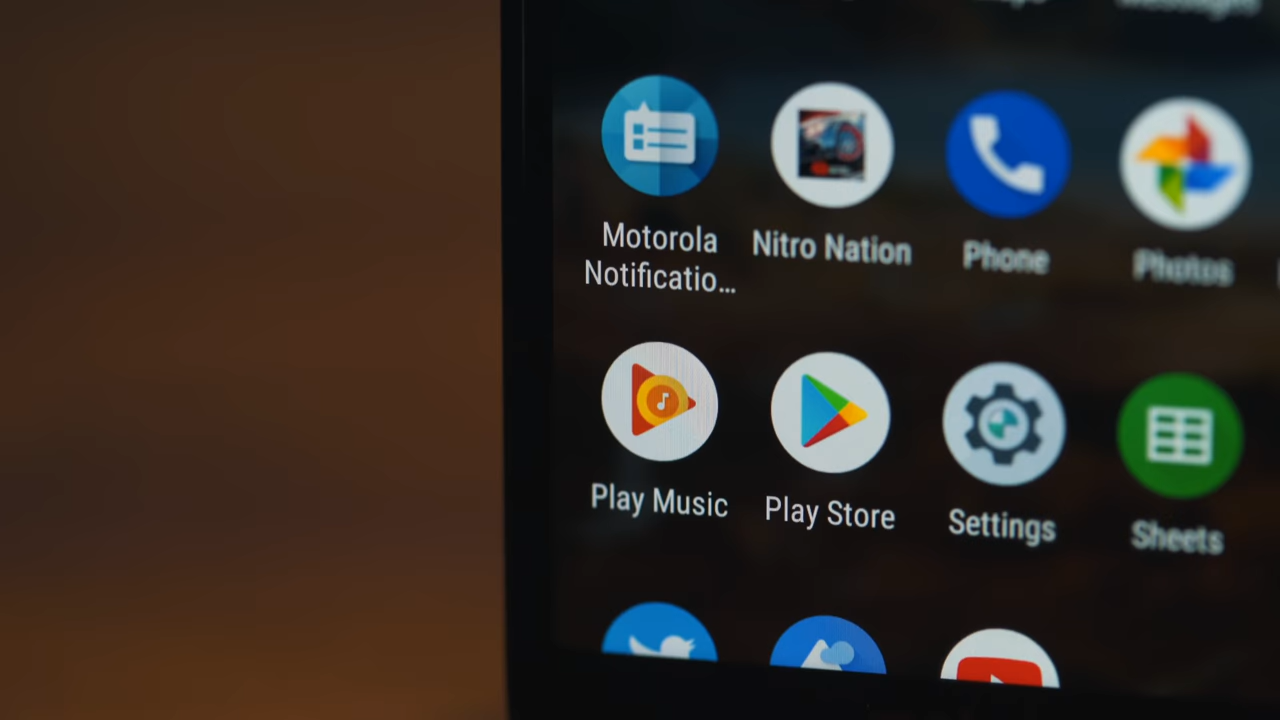 Motorola
Notificatio...
Nitro Nation
Phone
Photos
Play Music
Play Store
Settings
Sheets